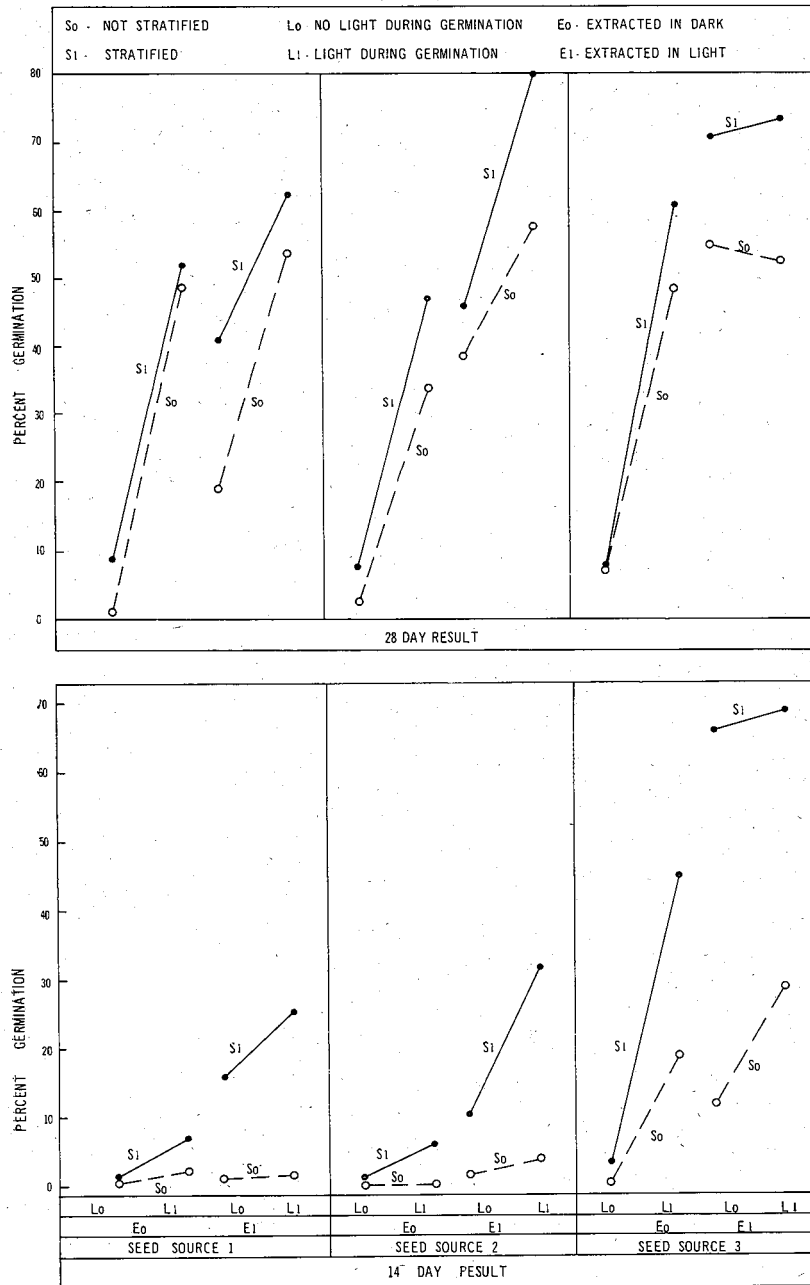 So - NOT STRATIFIED Lo - NO LIGHT DURING GERMINATION Eo - EXTRACTED IN DARK
S1 - STRATIFIED L1 - LIGHT DURING GERMINATION E1 - EXTRACTED IN LIGHT
80
70
60
50
40
30
20
10
0
PERCENT GERMINATION
S1
So
S1
So
S1
So
S1
So
S1
So
S1
So
28 DAY RESULT
70
60
50
40
30
20
10
0
PERCENT GERMINATION
S1
So
S1
So
S1
So
S1
So
S1
So
S1
So
Lo L1 Lo L1 Lo L1 Lo L1 Lo L1 Lo L1
Eo E1 Eo E1 Eo E1
SEED SOURCE 1 SEED SOURCE 2 SEED SOURCE 3
14 DAY PESULT